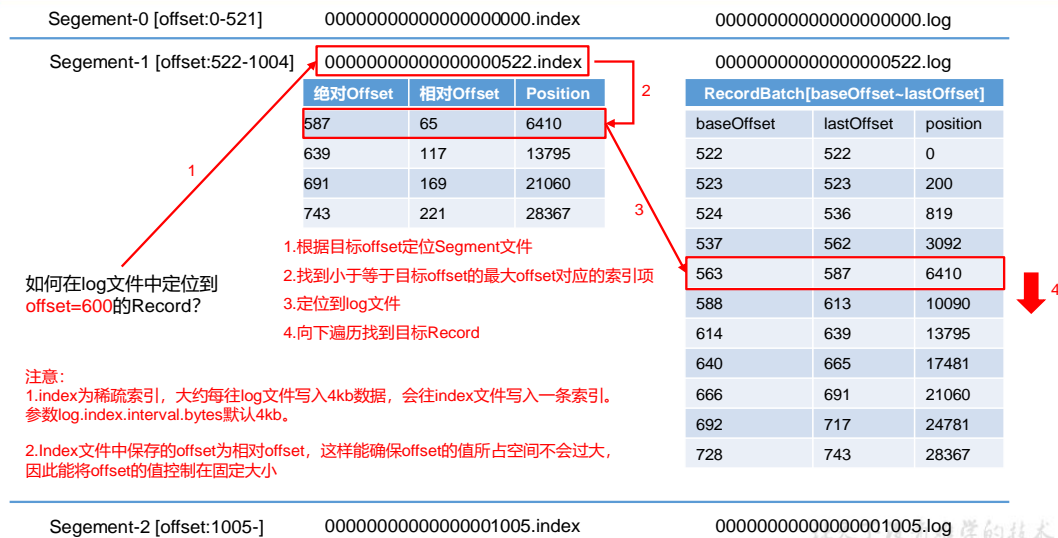 Segement-0 [offset:0-521] 00000000000000000000.index 00000000000000000000.log
Segement-1 [offset:522-1004] 00000000000000000522.index 00000000000000000522.log
绝对Offset 相对Offset Position
587 65 6410
639 117 13795
691 169 21060
743 221 28367
RecordBatch[baseOffset~lastOffset]
baseOffset lastOffset position
522 522 0
523 523 200
524 536 819
537 562 3092
563 587 6410
588 613 10090
614 639 13795
640 665 17481
666 691 21060
692 717 24781
728 743 28367
1
2
3
4
如何在log文件中定位到
offset=600的Record?
1.根据目标offset定位Segment文件
2.找到小于等于目标offset的最大offset对应的索引项
3.定位到log文件
4.向下遍历找到目标Record
注意:
1.index为稀疏索引,大约每往log文件写入4kb数据,会往index文件写入一条索引。
参数log.index.interval.bytes默认4kb。
2.Index文件中保存的offset为相对offset,这样能确保offset的值所占空间不会过大,
因此能将offset的值控制在固定大小
Segement-2 [offset:1005-] 00000000000000001005.index 00000000000000001005.log